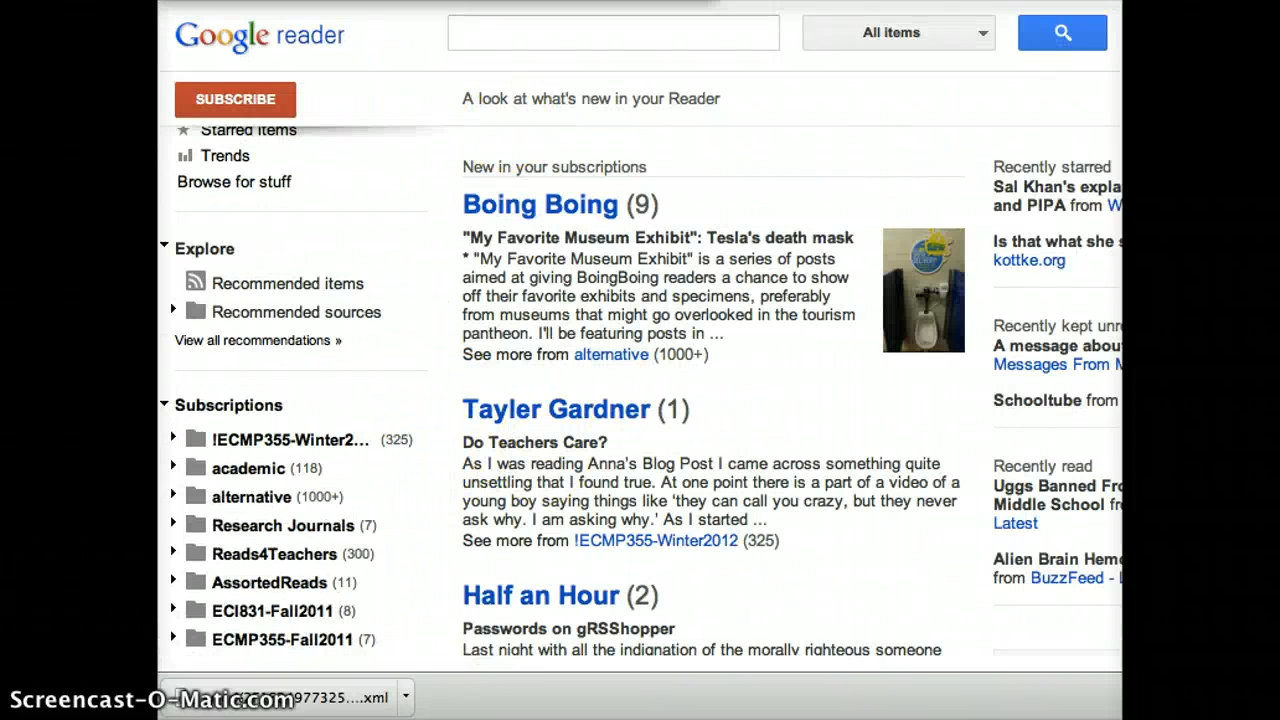 Google reader
All items
SUBSCRIBE
A look at what's new in your Reader
Starred items
Trends
Browse for stuff
Explore
Recommended items
Recommended sources
View all recommendations »
Subscriptions
!ECMP355-Winter2... (325)
academic (118)
alternative (1000+)
Research Journals (7)
Reads4Teachers (300)
AssortedReads (11)
ECI831-Fall2011 (8)
ECMP355-Fall2011 (7)
New in your subscriptions
Boing Boing (9)
"My Favorite Museum Exhibit": Tesla's death mask
* "My Favorite Museum Exhibit" is a series of posts
aimed at giving BoingBoing readers a chance to show
off their favorite exhibits and specimens, preferably
from museums that might go overlooked in the tourism
pantheon. I'll be featuring posts in ...
See more from alternative (1000+)
Tayler Gardner (1)
Do Teachers Care?
As I was reading Anna's Blog Post I came across something quite
unsettling that I found true. At one point there is a part of a video of a
young boy saying things like 'they can call you crazy, but they never
ask why. I am asking why.' As I started ...
See more from !ECMP355-Winter2012 (325)
Half an Hour (2)
Passwords on gRSShopper
Last night with all the indignation of the morally righteous someone
Recently starred
Sal Khan's expla
and PIPA from W
Is that what she s
kottke.org
Recently kept unr
A message abou
Messages From M
Schooltube from
Recently read
Uggs Banned Fro
Middle School fr
Latest
Alien Brain Hem
from BuzzFeed - L
977325....xml
Screencast-O-Matic.com